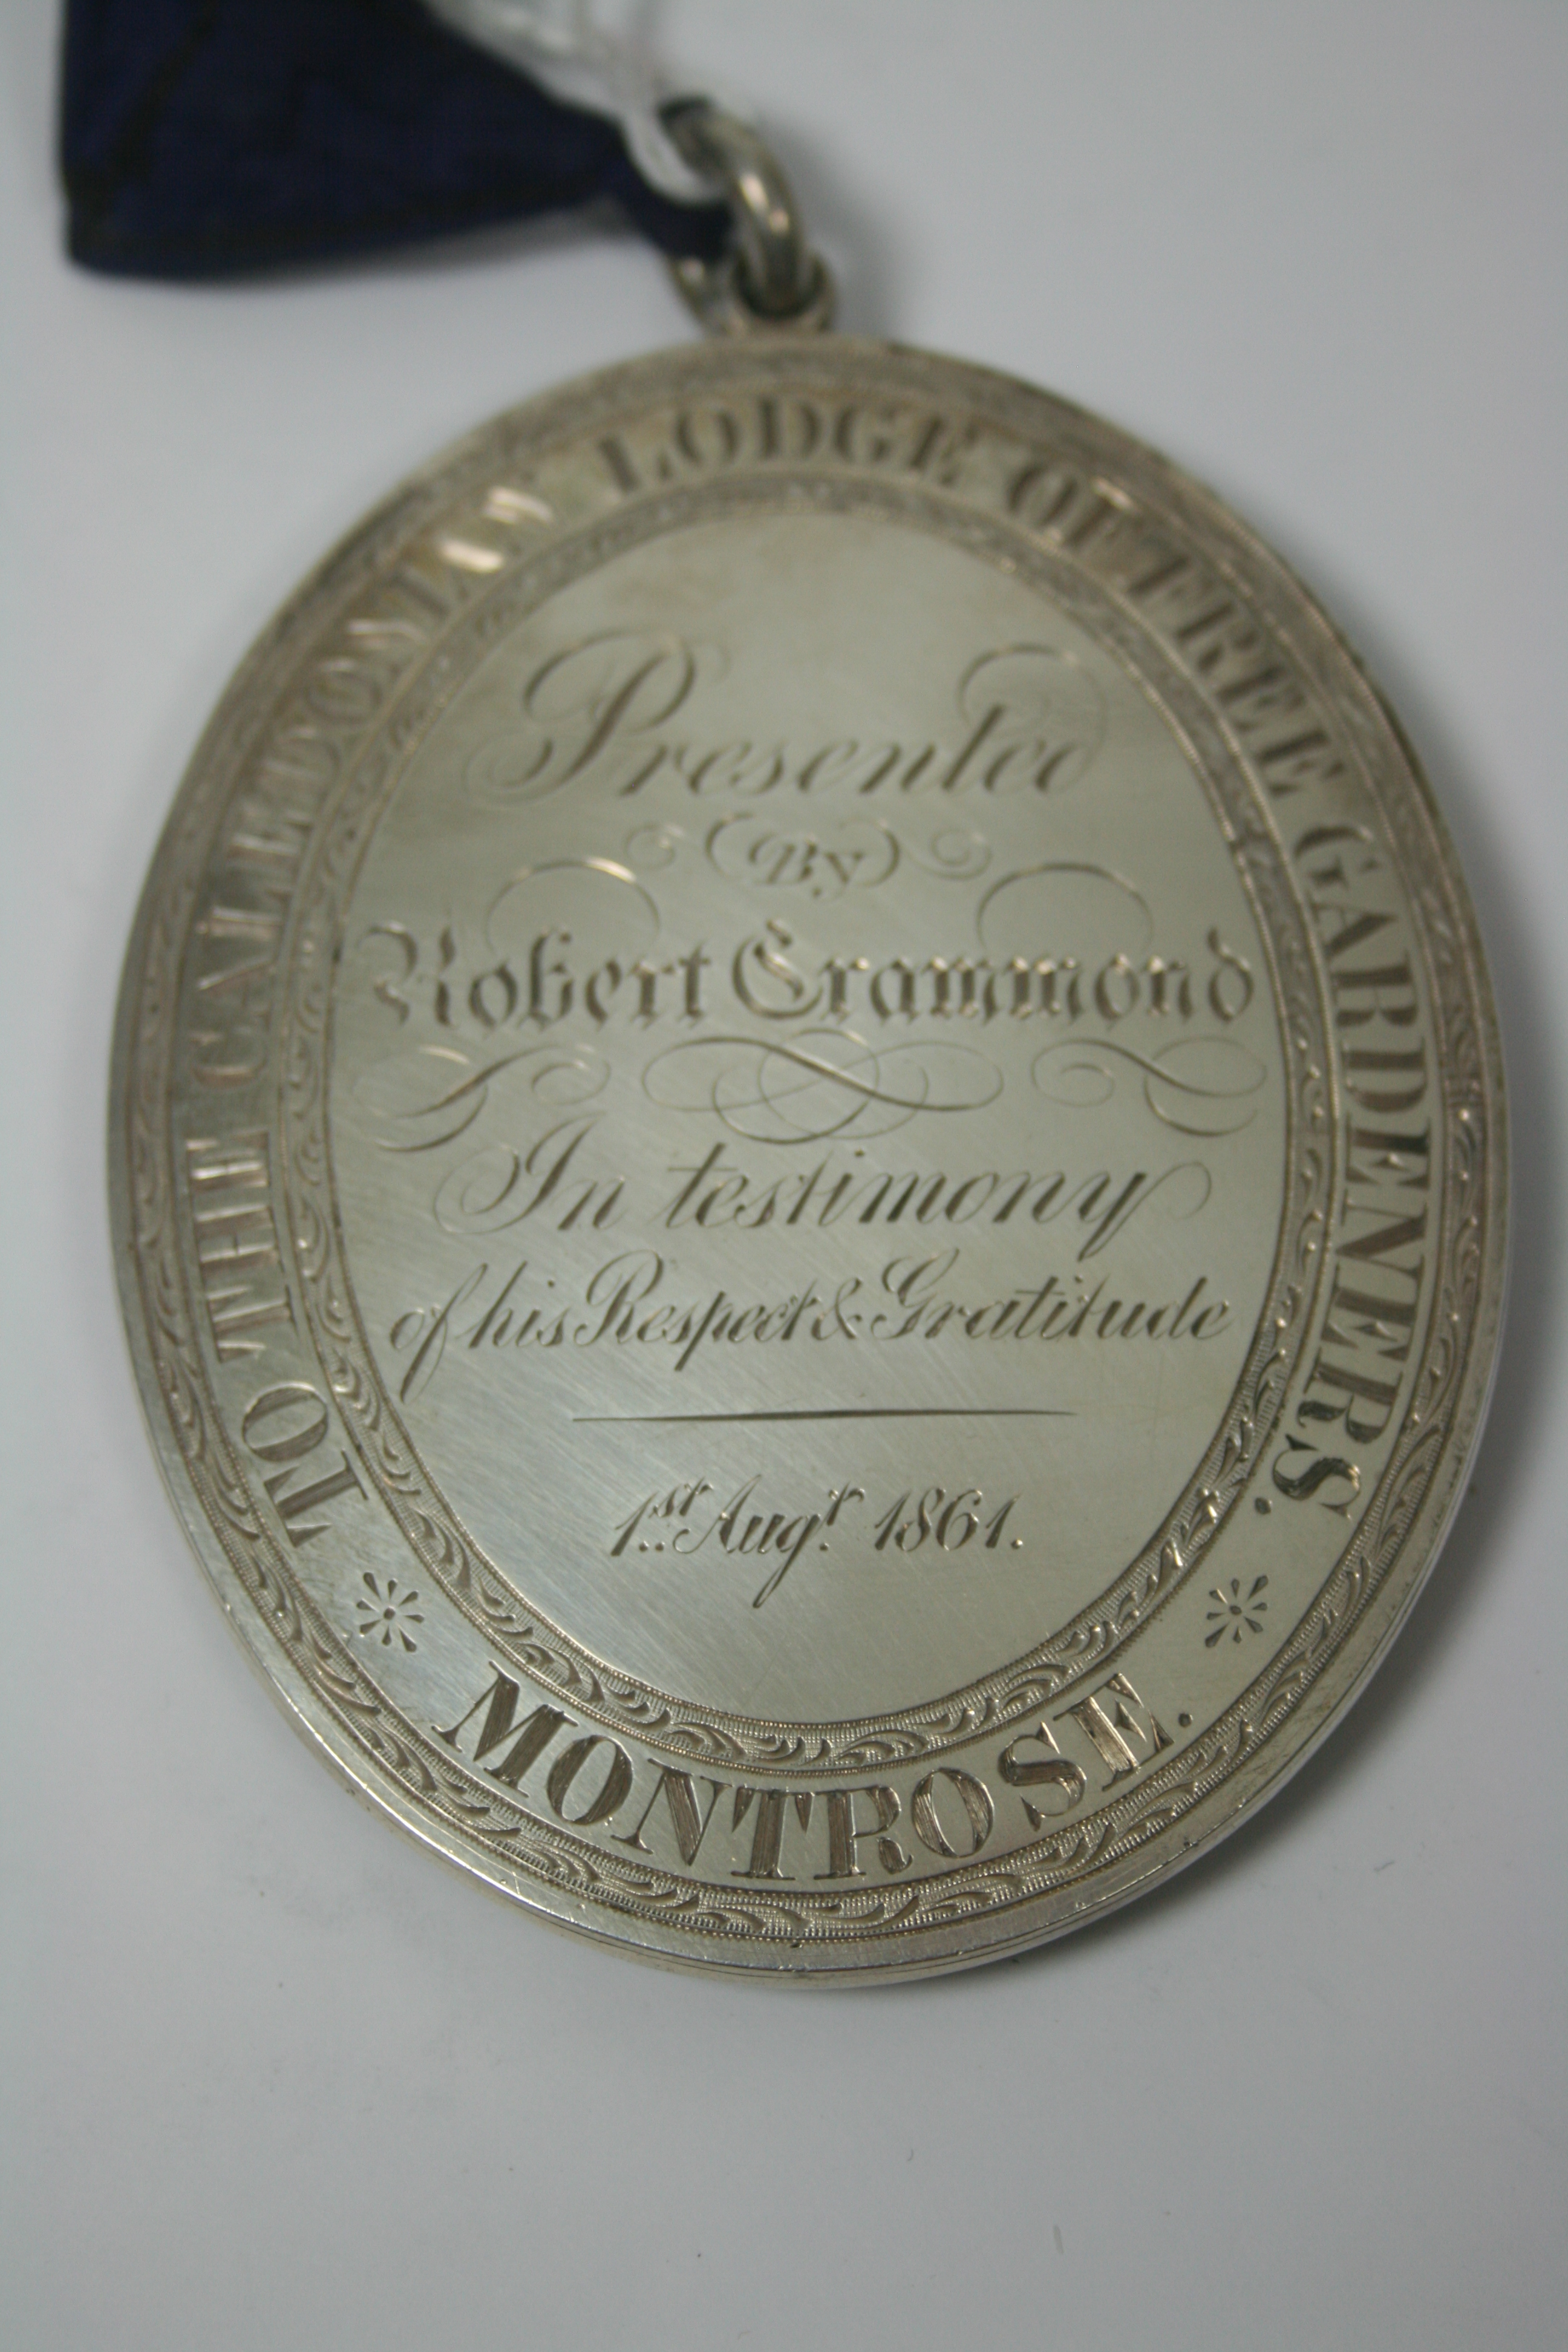 TO THE CALEDONIAN LODGE OF FREE GARDENERS.
Presented
By
Robert Crammond
In testimony
of his Respect & Gratitude
1st. Augt. 1861.
MONTROSE.